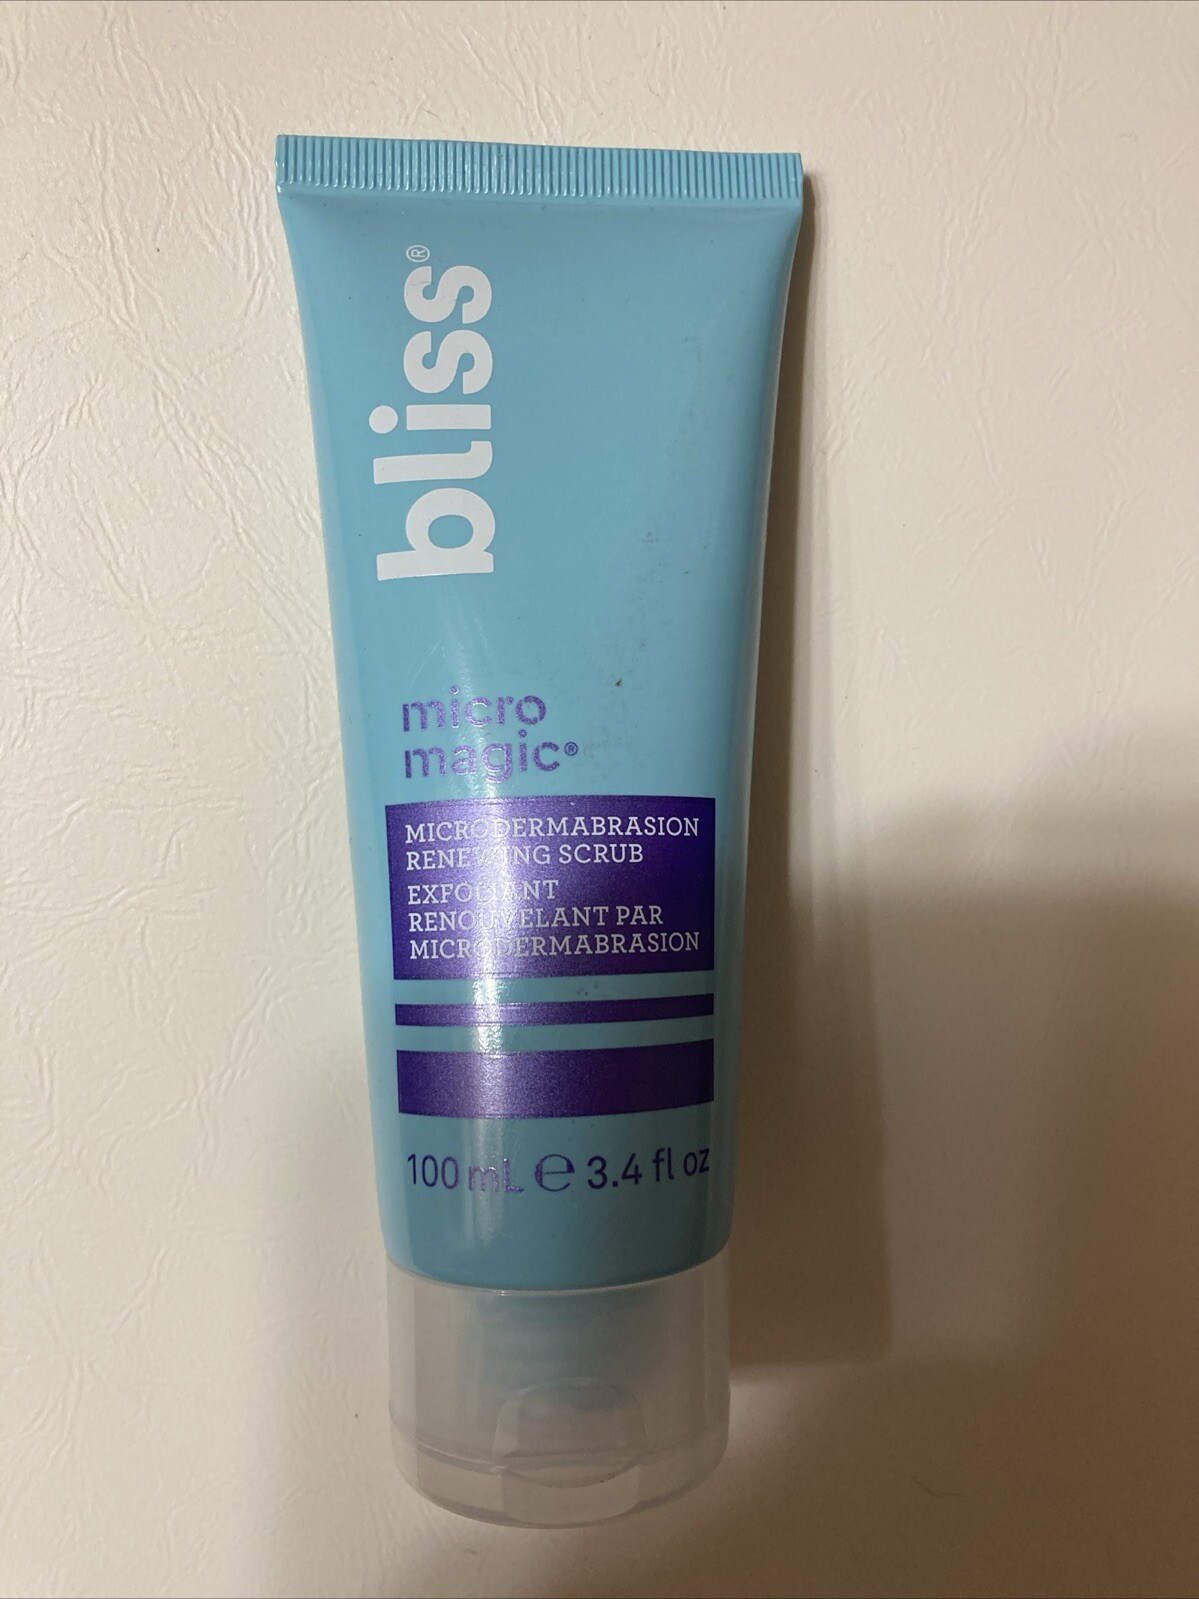 bliss®
micro
magic®
MICRODERMABRASION
RENEWING SCRUB
EXFOLIANT
RENOUVELANT PAR
MICRODERMABRASION
100 mL ℮ 3.4 fl oz